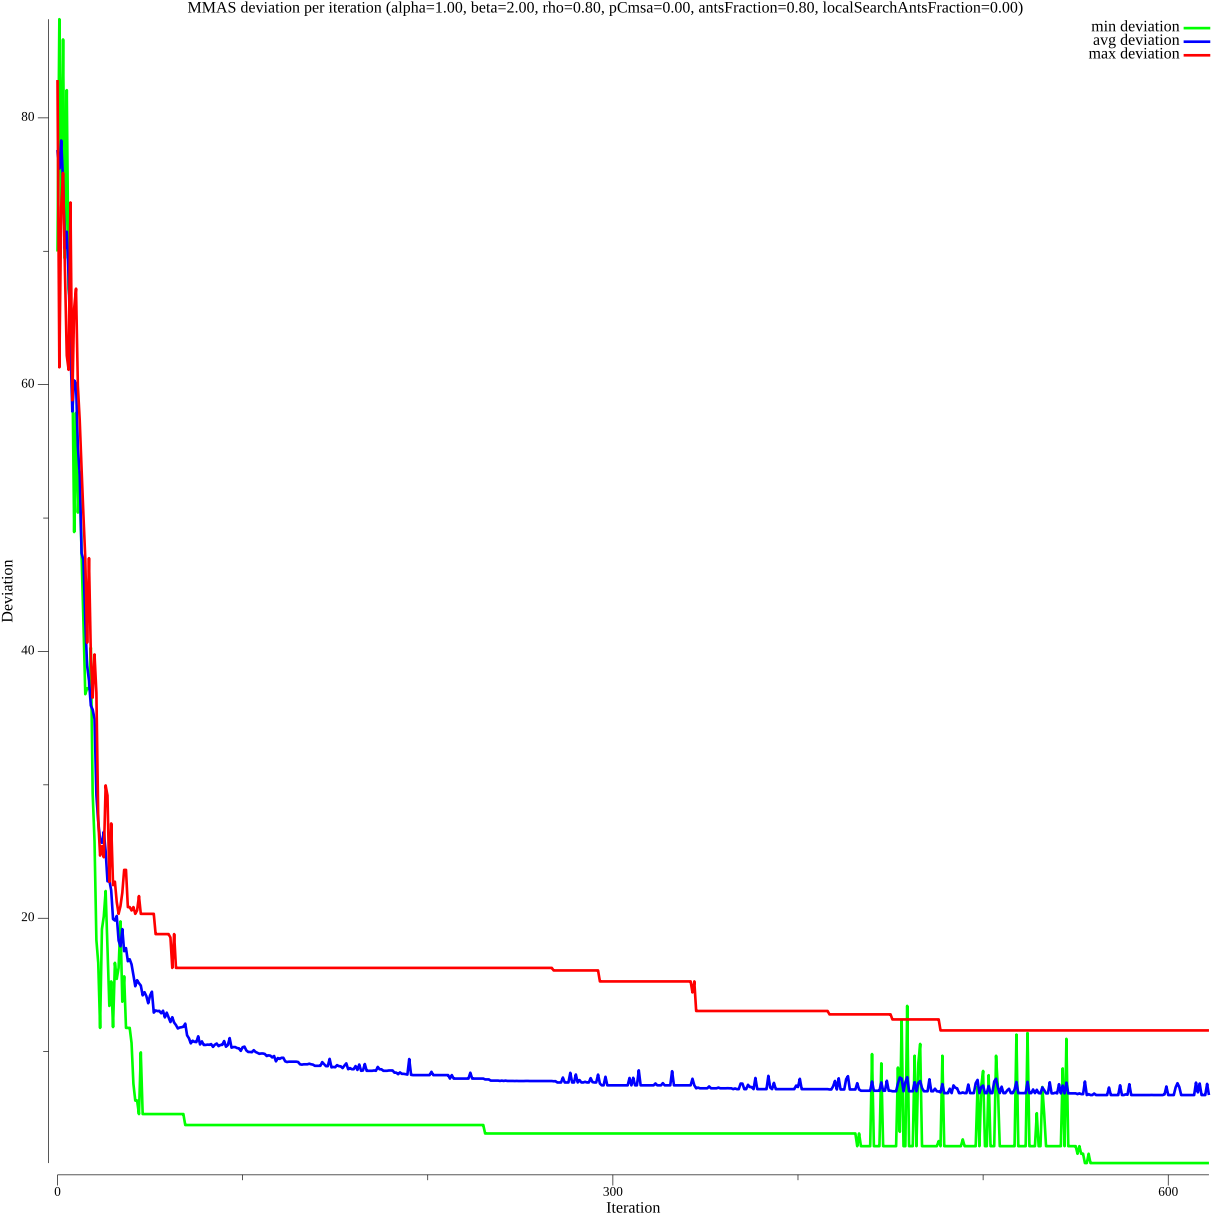 MMAS deviation per iteration (alpha=1.00, beta=2.00, rho=0.80, pCmsa=0.00, antsFraction=0.80, localSearchAntsFraction=0.00)
min deviation
avg deviation
max deviation
80
60
40
20
Deviation
0
300
600
Iteration